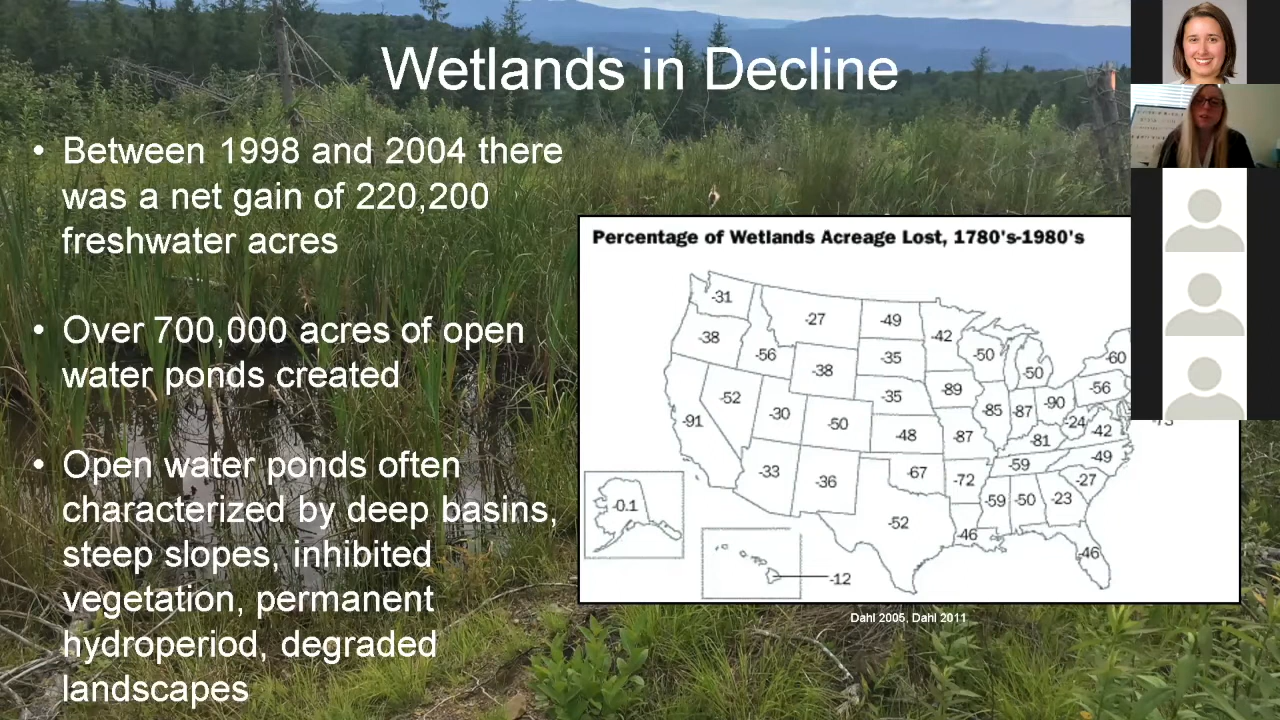 Wetlands in Decline
• Between 1998 and 2004 there
was a net gain of 220,200
freshwater acres
• Over 700,000 acres of open
water ponds created
• Open water ponds often
characterized by deep basins,
steep slopes, inhibited
vegetation, permanent
hydroperiod, degraded
landscapes
Percentage of Wetlands Acreage Lost, 1780's-1980's
-31
-27
-49
-42
-38
-56
-38
-35
-50
-50
-60
-56
-52
-30
-50
-35
-89
-85
-87
-90
-24
-42
-91
-48
-87
-81
-49
-33
-36
-67
-72
-59
-27
-52
-59
-50
-23
-46
-46
-0.1
-12
Dahl 2005, Dahl 2011